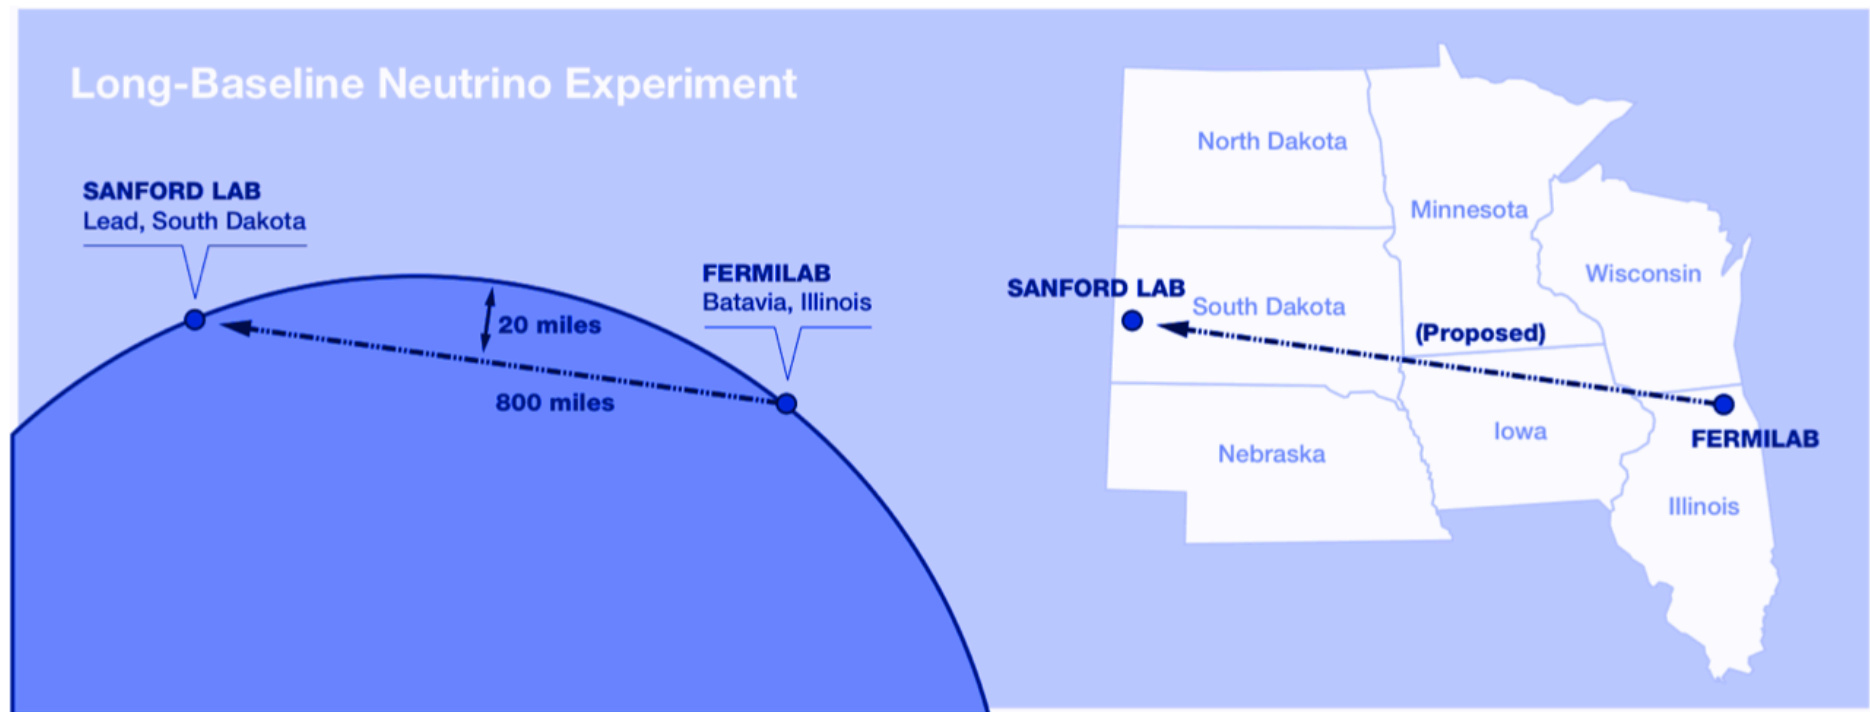 Long-Baseline Neutrino Experiment
SANFORD LAB
Lead, South Dakota
FERMILAB
Batavia, Illinois
20 miles
800 miles
North Dakota
Minnesota
Wisconsin
SANFORD LAB
South Dakota
(Proposed)
Iowa
FERMILAB
Nebraska
Illinois